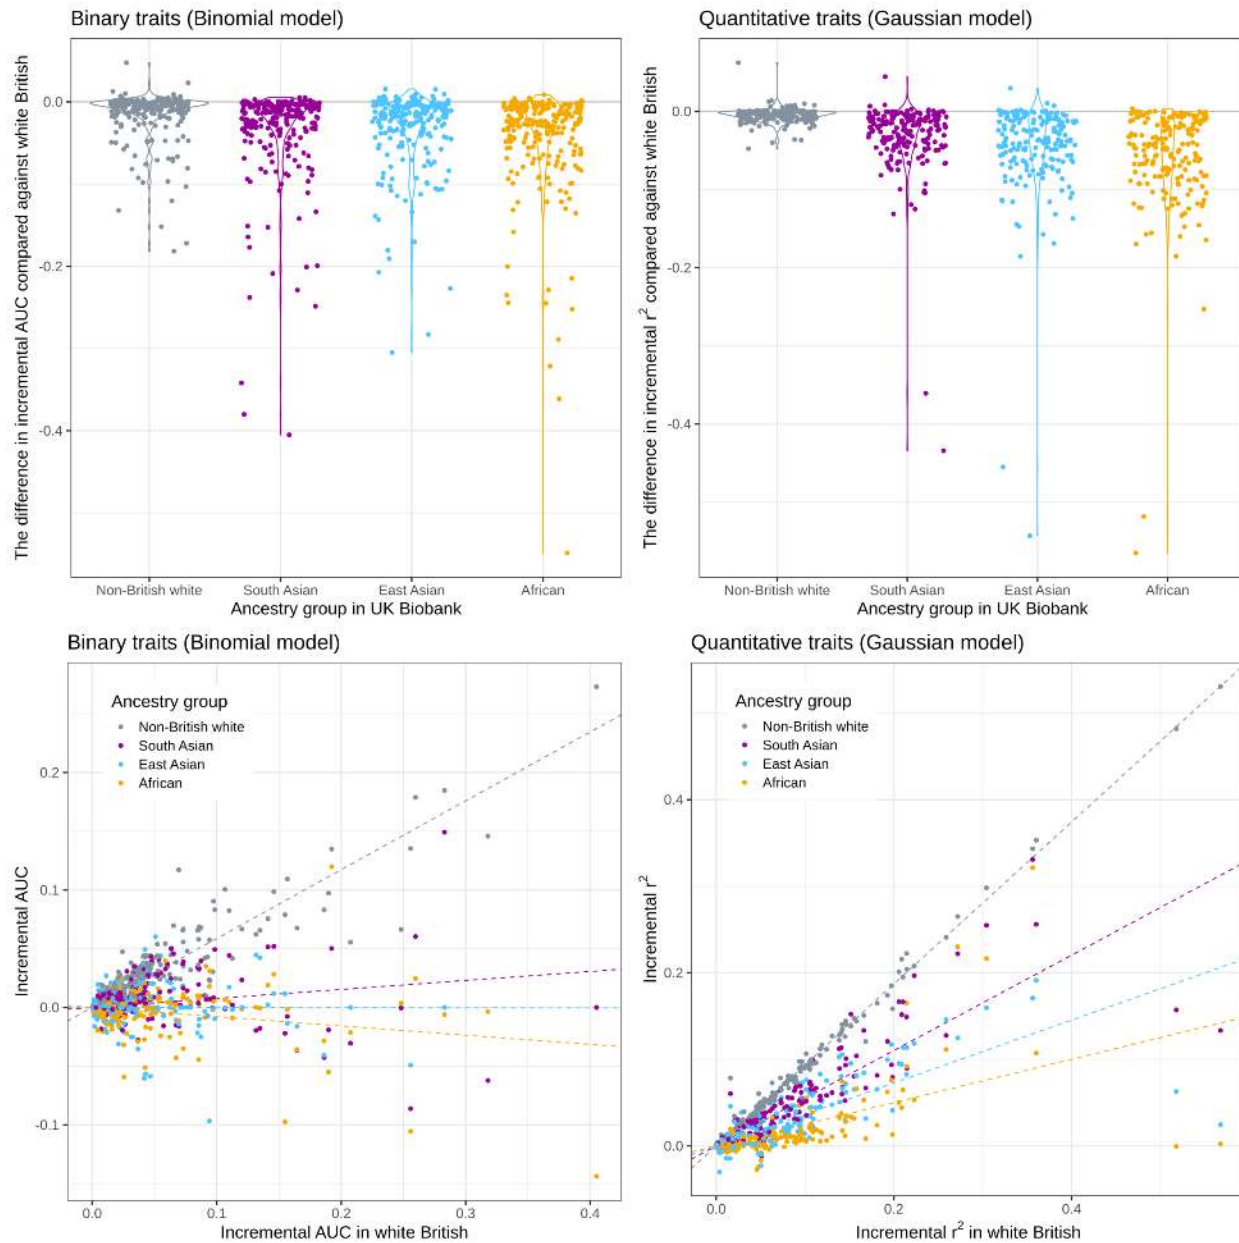 Binary traits (Binomial model)
The difference in incremental AUC compared against white British
0.0
-0.2
-0.4
Non-British white
South Asian
East Asian
African
Ancestry group in UK Biobank
Quantitative traits (Gaussian model)
The difference in incremental r² compared against white British
0.0
-0.2
-0.4
Non-British white
South Asian
East Asian
African
Ancestry group in UK Biobank
Binary traits (Binomial model)
Ancestry group
Non-British white
South Asian
East Asian
African
Incremental AUC
0.2
0.1
0.0
-0.1
0.0
0.1
0.2
0.3
0.4
Incremental AUC in white British
Quantitative traits (Gaussian model)
Ancestry group
Non-British white
South Asian
East Asian
African
Incremental r²
0.4
0.2
0.0
0.0
0.2
0.4
Incremental r² in white British